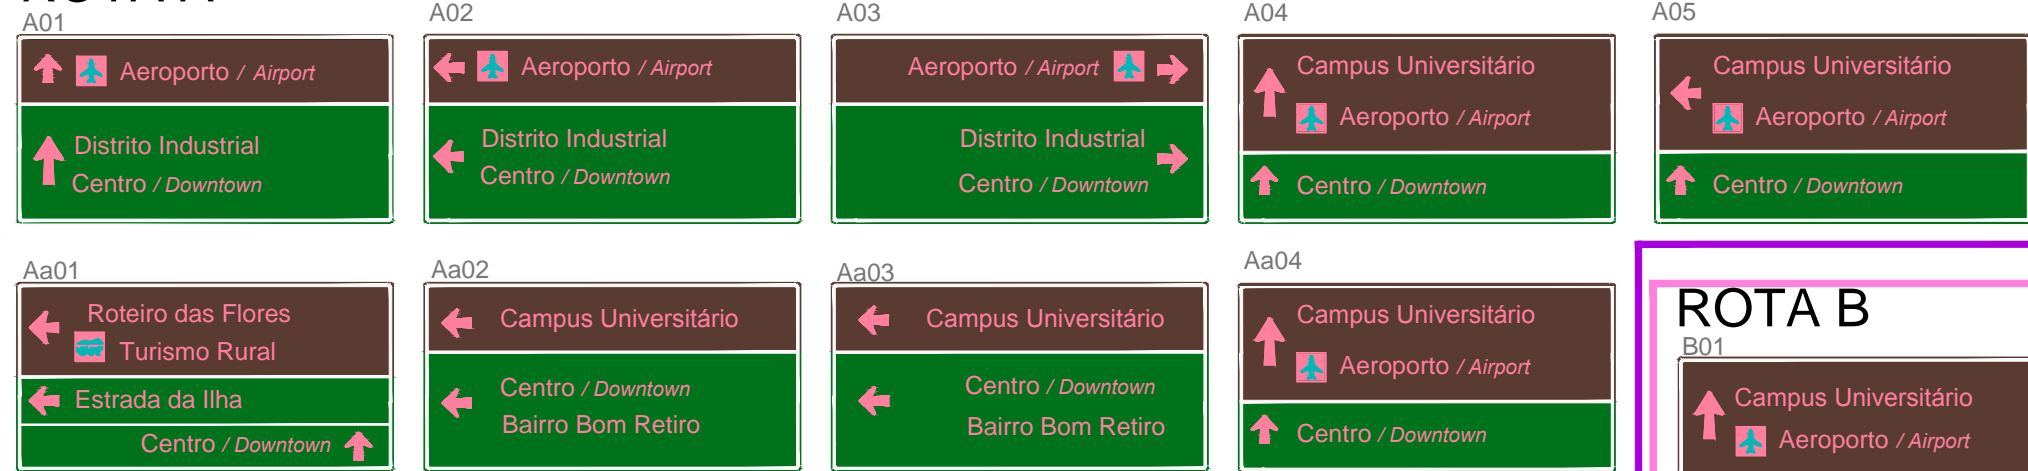 A01
Aeroporto / Airport
Distrito Industrial
Centro / Downtown
A02
Aeroporto / Airport
Distrito Industrial
Centro / Downtown
A03
Aeroporto / Airport
Distrito Industrial
Centro / Downtown
A04
Campus Universitário
Aeroporto / Airport
Centro / Downtown
A05
Campus Universitário
Aeroporto / Airport
Centro / Downtown
Aa01
Roteiro das Flores
Turismo Rural
Estrada da Ilha
Centro / Downtown
Aa02
Campus Universitário
Centro / Downtown
Bairro Bom Retiro
Aa03
Campus Universitário
Centro / Downtown
Bairro Bom Retiro
Aa04
Campus Universitário
Aeroporto / Airport
Centro / Downtown
ROTA B
B01
Campus Universitário
Aeroporto / Airport